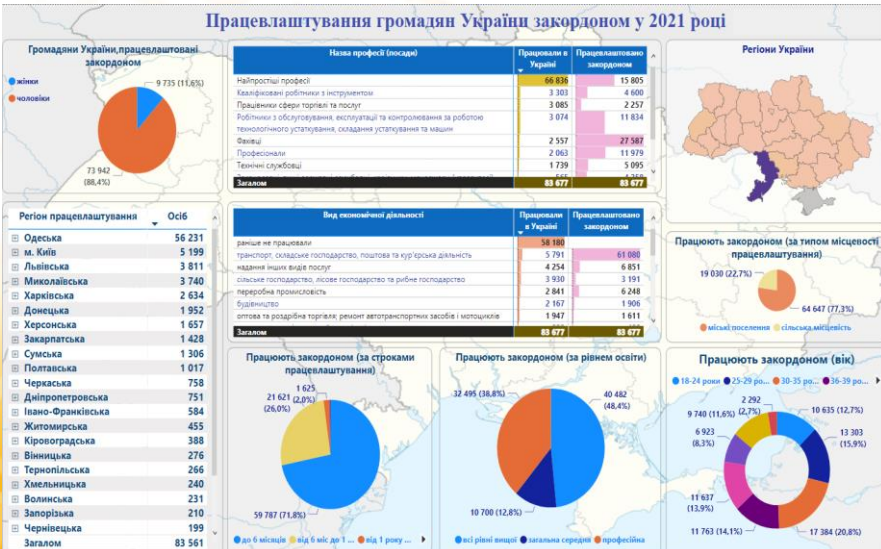 Працевлаштування громадян України закордоном у 2021 році
Громадяни України,працевлаштовані
закордоном
жінки
чоловіки
9 735 (11,6%)
73 942
(88,4%)
Назва професії (посади)
Працювали в
Україні
Працевлаштовано
закордоном
Найпростіші професії 66 836 15 805
Кваліфіковані робітники з інструментом 3 303 4 600
Працівники сфери торгівлі та послуг 3 085 2 257
Робітники з обслуговування, експлуатації та контролювання за роботою 3 074 11 834
технологічного устаткування, складання устаткування та машин
Фахівці 2 557 27 587
Професіонали 2 063 11 979
Технічні службовці 1 739 5 095
Загалом 83 677 83 677
Регіони України
Регіон працевлаштування Осіб
Одеська 56 231
м. Київ 5 199
Львівська 3 811
Миколаївська 3 740
Харківська 2 634
Донецька 1 952
Херсонська 1 657
Закарпатська 1 428
Сумська 1 306
Полтавська 1 017
Черкаська 758
Дніпропетровська 751
Івано-Франківська 584
Житомирська 455
Кіровоградська 388
Вінницька 276
Тернопільська 266
Хмельницька 240
Волинська 231
Запорізька 210
Чернівецька 199
Загалом 83 561
Вид економічної діяльності
Працювали
в Україні
Працевлаштовано
закордоном
раніше не працювали 58 180
транспорт, складське господарство, поштова та кур'єрська діяльність 5 791 61 080
надання інших видів послуг 4 254 6 851
сільське господарство, лісове господарство та рибне господарство 3 930 3 191
переробна промисловість 2 841 6 248
будівництво 2 167 1 906
оптова та роздрібна торгівля; ремонт автотранспортних засобів і мотоциклів 1 947 1 611
Загалом 83 677 83 677
Працюють закордоном (за типом місцевості
працевлаштування)
19 030 (22,7%)
64 647 (77,3%)
міські поселення сільська місцевість
Працюють закордоном (за строками
працевлаштування)
1 625
(2,0%)
21 621
(26,0%)
59 787 (71,8%)
до 6 місяців від 6 міс до 1 ... від 1 року ...
Працюють закордоном (за рівнем освіти)
32 495 (38,8%)
40 482
(48,4%)
10 700 (12,8%)
всі рівні вищої загальна середня професійна
Працюють закордоном (вік)
18-24 роки 25-29 ро... 30-35 ро... 36-39 ро...
2 292
(2,7%)
9 740 (11,6%)
10 635 (12,7%)
6 923
(8,3%)
13 303
(15,9%)
11 637
(13,9%)
11 763 (14,1%)
17 384 (20,8%)